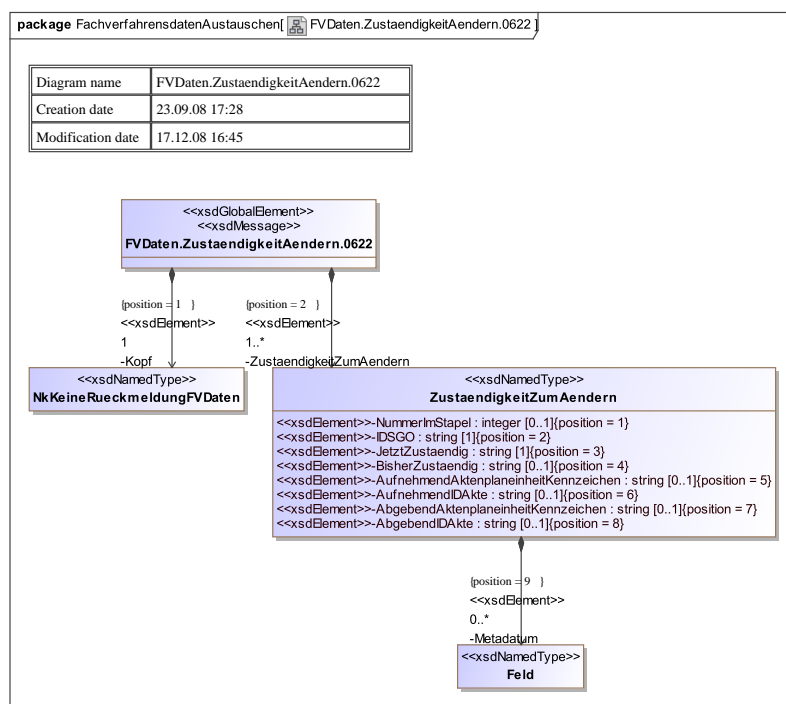 package FachverfahrensdatenAustauschen[ FVDaten.ZustaendigkeitAendern.0622 ]
Diagram name FVDaten.ZustaendigkeitAendern.0622
Creation date 23.09.08 17:28
Modification date 17.12.08 16:45
<<xsdGlobalElement>>
<<xsdMessage>>
FVDaten.ZustaendigkeitAendern.0622
{position = 1 } {position = 2 }
<<xsdElement>> <<xsdElement>>
1 1..*
-Kopf -ZustaendigkeitZumAendern
<<xsdNamedType>>
NkKeineRueckmeldungFVDaten
<<xsdNamedType>>
ZustaendigkeitZumAendern
<<xsdElement>>-NummerImStapel : integer [0..1]{position = 1}
<<xsdElement>>-IDSGO : string [1]{position = 2}
<<xsdElement>>-JetztZustaendig : string [1]{position = 3}
<<xsdElement>>-BisherZustaendig : string [0..1]{position = 4}
<<xsdElement>>-AufnehmendAktenplaneinheitKennzeichen : string [0..1]{position = 5}
<<xsdElement>>-AufnehmendIDAkte : string [0..1]{position = 6}
<<xsdElement>>-AbgebendAktenplaneinheitKennzeichen : string [0..1]{position = 7}
<<xsdElement>>-AbgebendIDAkte : string [0..1]{position = 8}
{position = 9 }
<<xsdElement>>
0..*
-Metadatum
<<xsdNamedType>>
Feld